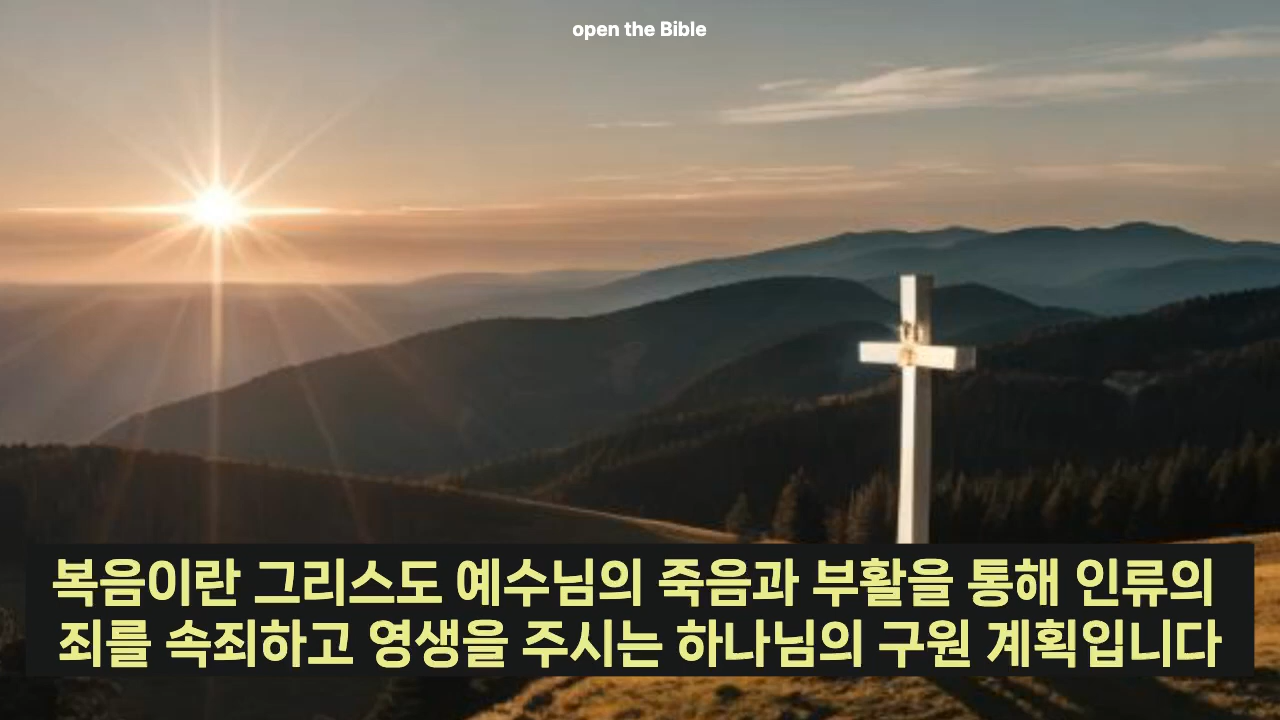 open the Bible
복음이란 그리스도 예수님의 죽음과 부활을 통해 인류의
죄를 속죄하고 영생을 주시는 하나님의 구원 계획입니다